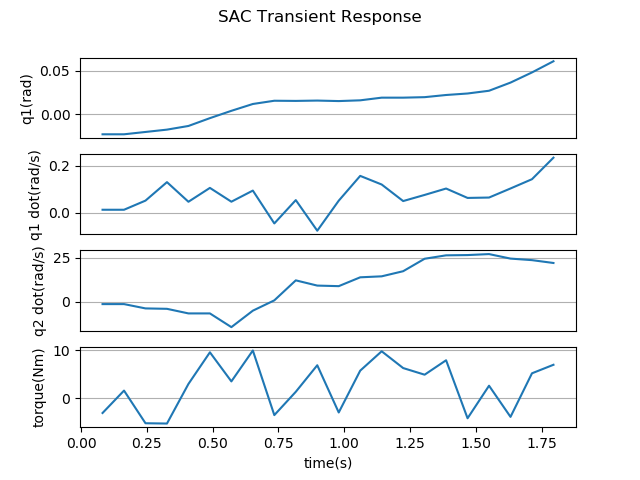 SAC Transient Response
0.05
0.00
q1(rad)
0.2
0.0
q1 dot(rad/s)
25
0
q2 dot(rad/s)
10
0
torque(Nm)
0.00 0.25 0.50 0.75 1.00 1.25 1.50 1.75
time(s)